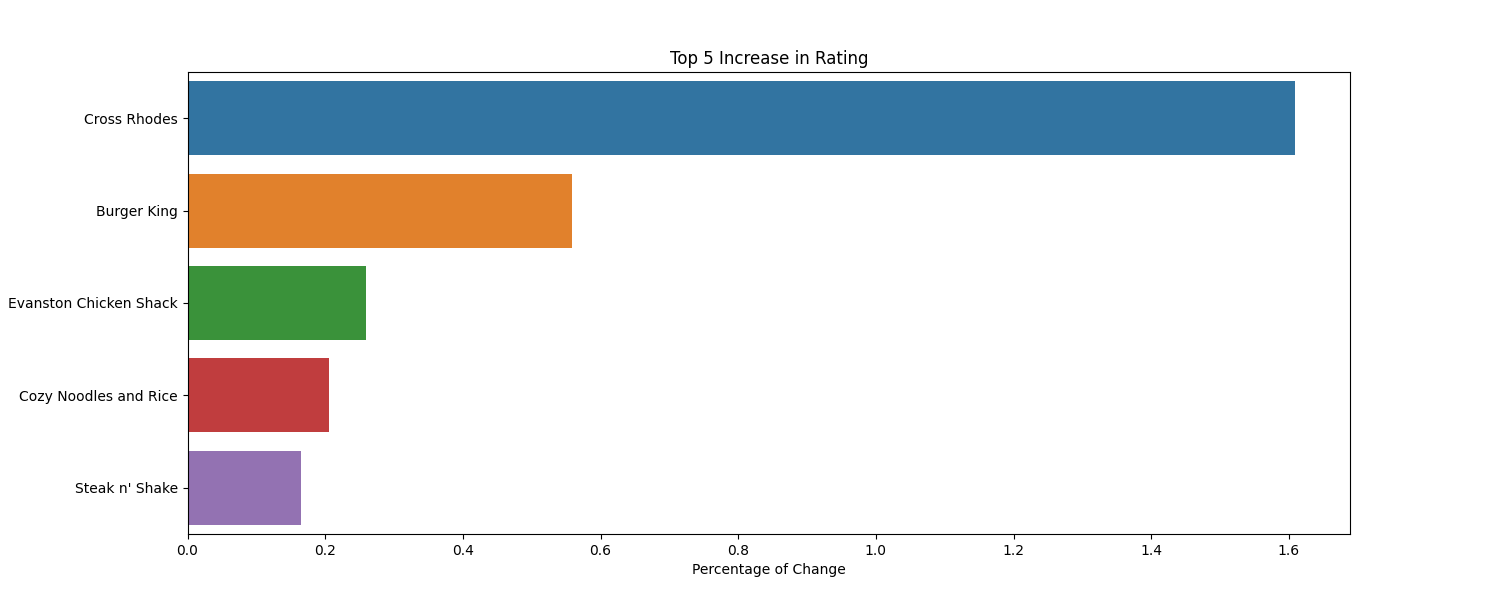 Top 5 Increase in Rating
Cross Rhodes
Burger King
Evanston Chicken Shack
Cozy Noodles and Rice
Steak n' Shake
0.0 0.2 0.4 0.6 0.8 1.0 1.2 1.4 1.6
Percentage of Change